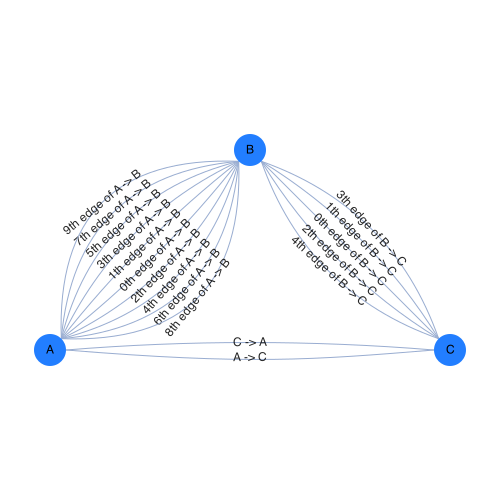 B
9th edge of A -> B
7th edge of A -> B
5th edge of A -> B
3th edge of A -> B
1th edge of A -> B
0th edge of A -> B
2th edge of A -> B
4th edge of A -> B
6th edge of A -> B
8th edge of A -> B
3th edge of B -> C
1th edge of B -> C
0th edge of B -> C
2th edge of B -> C
4th edge of B -> C
A
C -> A
A -> C
C